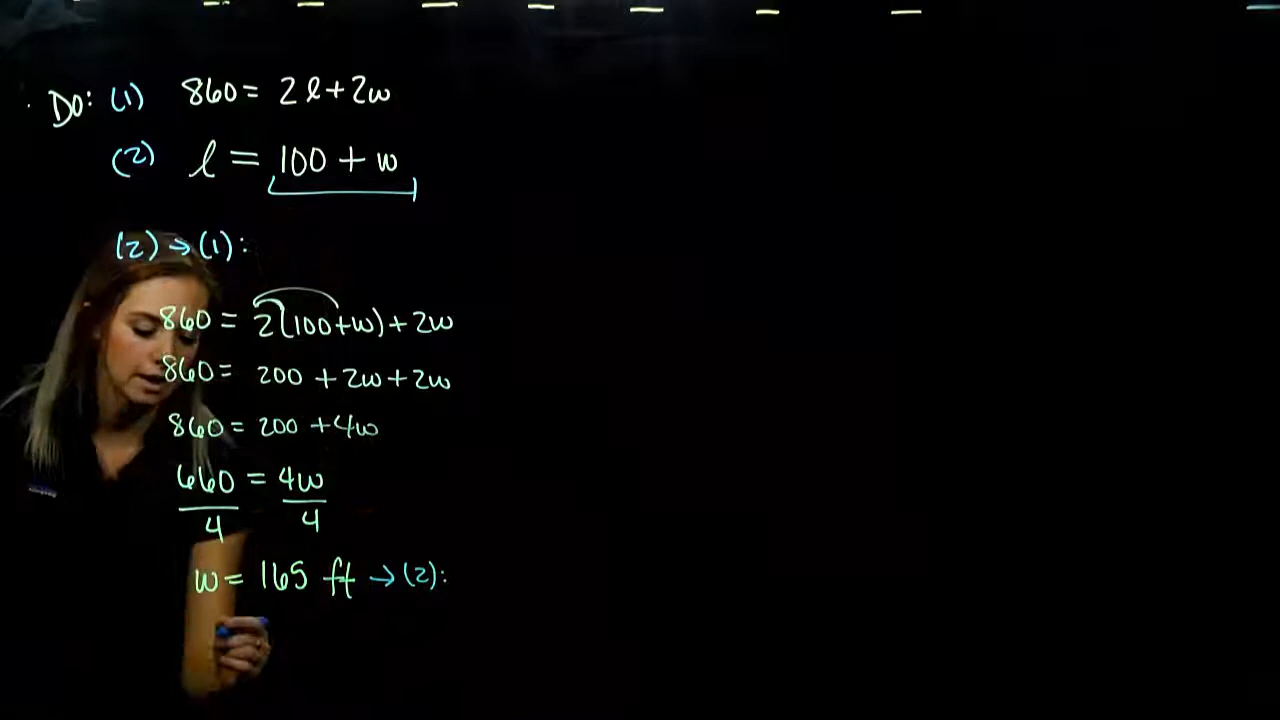 Do: (1) 860 = 2l + 2w
(2) l = 100 + w
(2) → (1):
860 = 2(100+w) + 2w
860 = 200 + 2w + 2w
860 = 200 + 4w
660 = 4w
4 4
w = 165 ft → (2):